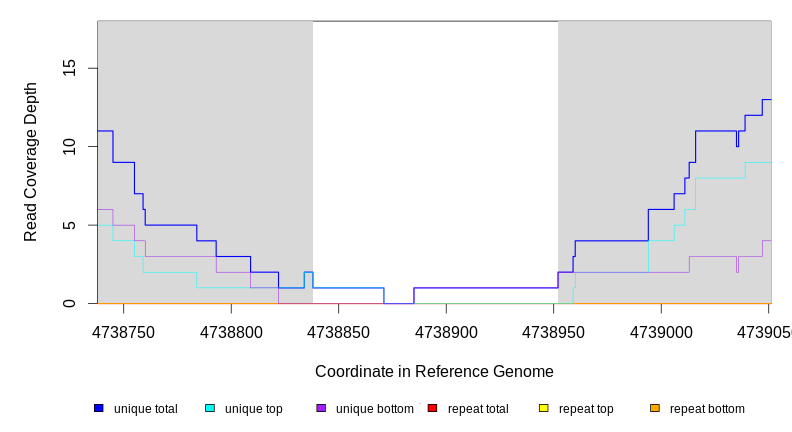 Read Coverage Depth
15
10
5
0
4738750 4738800 4738850 4738900 4738950 4739000 473905
Coordinate in Reference Genome
unique total unique top unique bottom repeat total repeat top repeat bottom